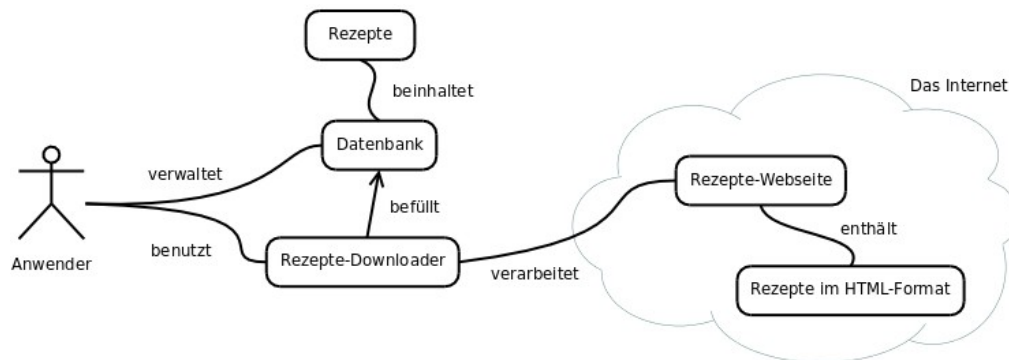 Rezepte
Das Internet
beinhaltet
Datenbank
verwaltet
Rezepte-Webseite
befüllt
enthält
benutzt
Anwender
Rezepte-Downloader
verarbeitet
Rezepte im HTML-Format